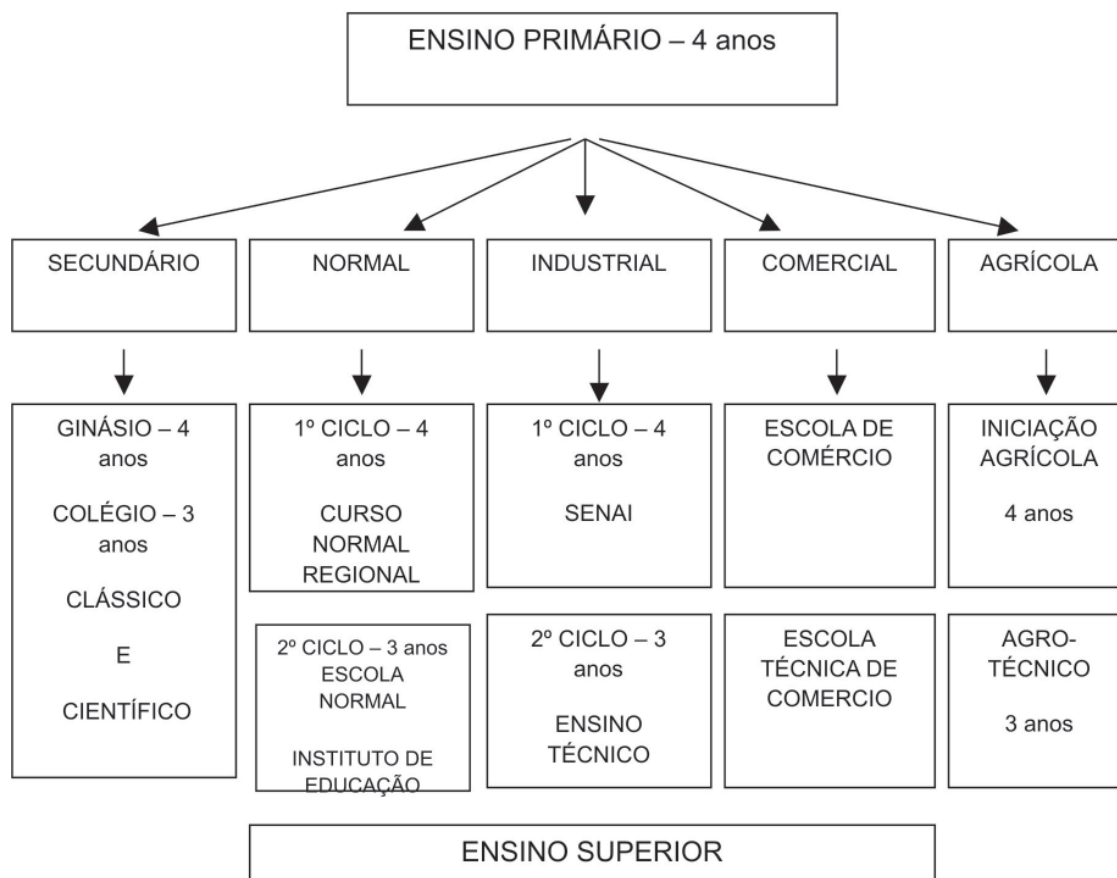 ENSINO PRIMÁRIO – 4 anos
SECUNDÁRIO
NORMAL
INDUSTRIAL
COMERCIAL
AGRÍCOLA
GINÁSIO – 4
anos
COLÉGIO – 3
anos
CLÁSSICO
E
CIENTÍFICO
1º CICLO – 4
anos
CURSO
NORMAL
REGIONAL
2º CICLO – 3 anos
ESCOLA
NORMAL
INSTITUTO DE
EDUCAÇÃO
1º CICLO – 4
anos
SENAI
2º CICLO – 3
anos
ENSINO
TÉCNICO
ESCOLA DE
COMÉRCIO
ESCOLA
TÉCNICA DE
COMERCIO
INICIAÇÃO
AGRÍCOLA
4 anos
AGRO-
TÉCNICO
3 anos
ENSINO SUPERIOR